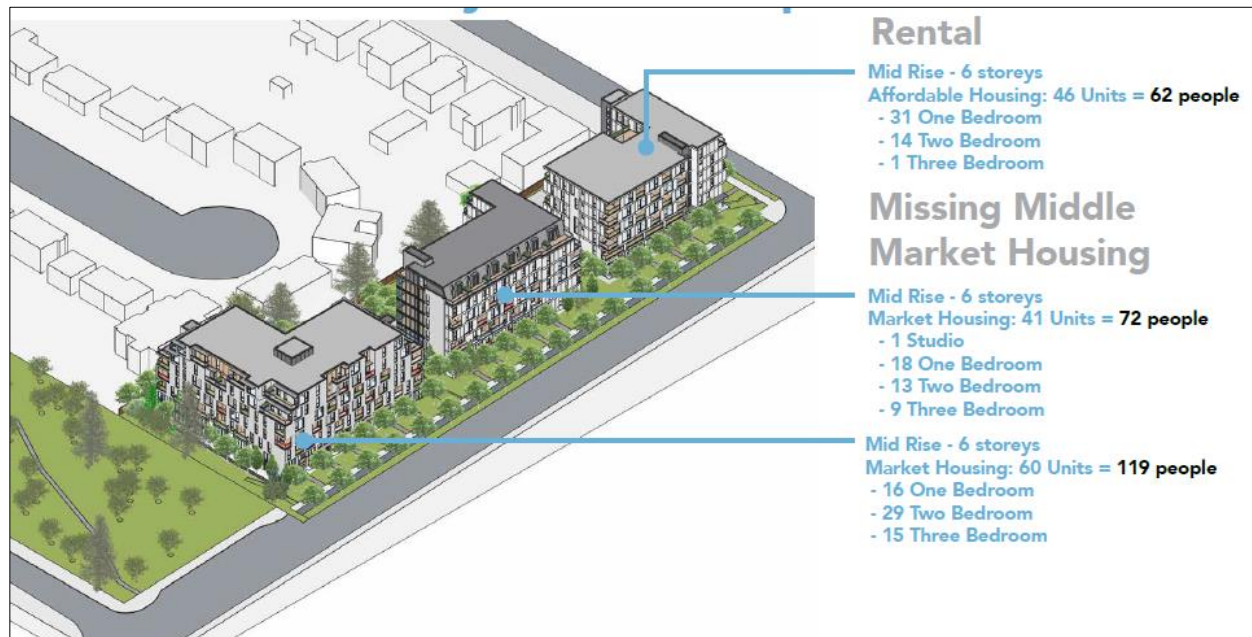 Rental
Mid Rise - 6 storeys
Affordable Housing: 46 Units = 62 people
- 31 One Bedroom
- 14 Two Bedroom
- 1 Three Bedroom
Missing Middle
Market Housing
Mid Rise - 6 storeys
Market Housing: 41 Units = 72 people
- 1 Studio
- 18 One Bedroom
- 13 Two Bedroom
- 9 Three Bedroom
Mid Rise - 6 storeys
Market Housing: 60 Units = 119 people
- 16 One Bedroom
- 29 Two Bedroom
- 15 Three Bedroom